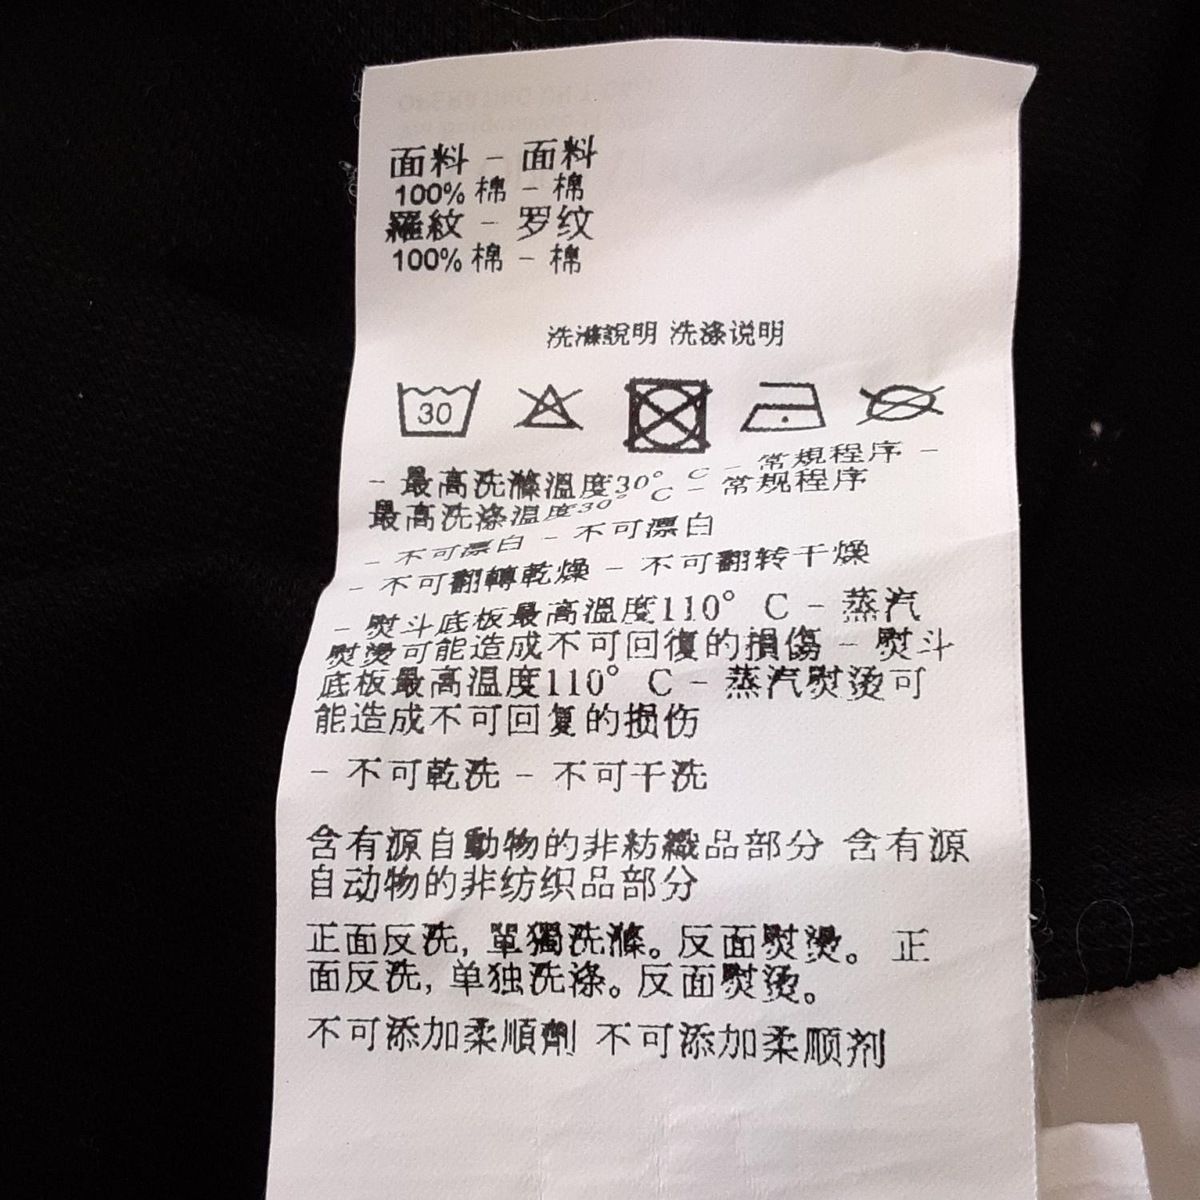 面料 - 面料
100% 棉 - 棉
羅紋 - 罗纹
100% 棉 - 棉
洗滌說明 洗涤说明
30
- 最高洗滌溫度30° C - 常規程序 -
最高洗涤温度30° C - 常规程序
- 不可漂白 - 不可漂白
- 不可翻轉乾燥 - 不可翻转干燥
- 熨斗底板最高溫度110° C - 蒸汽
熨燙可能造成不可回復的損傷 - 熨斗
底板最高温度110° C - 蒸汽熨烫可
能造成不可回复的损伤
- 不可乾洗 - 不可干洗
含有源自動物的非紡織品部分 含有源
自动物的非纺织品部分
正面反洗, 單獨洗滌。反面熨燙。 正
面反洗, 单独洗涤。反面熨烫。
不可添加柔順劑 不可添加柔顺剂